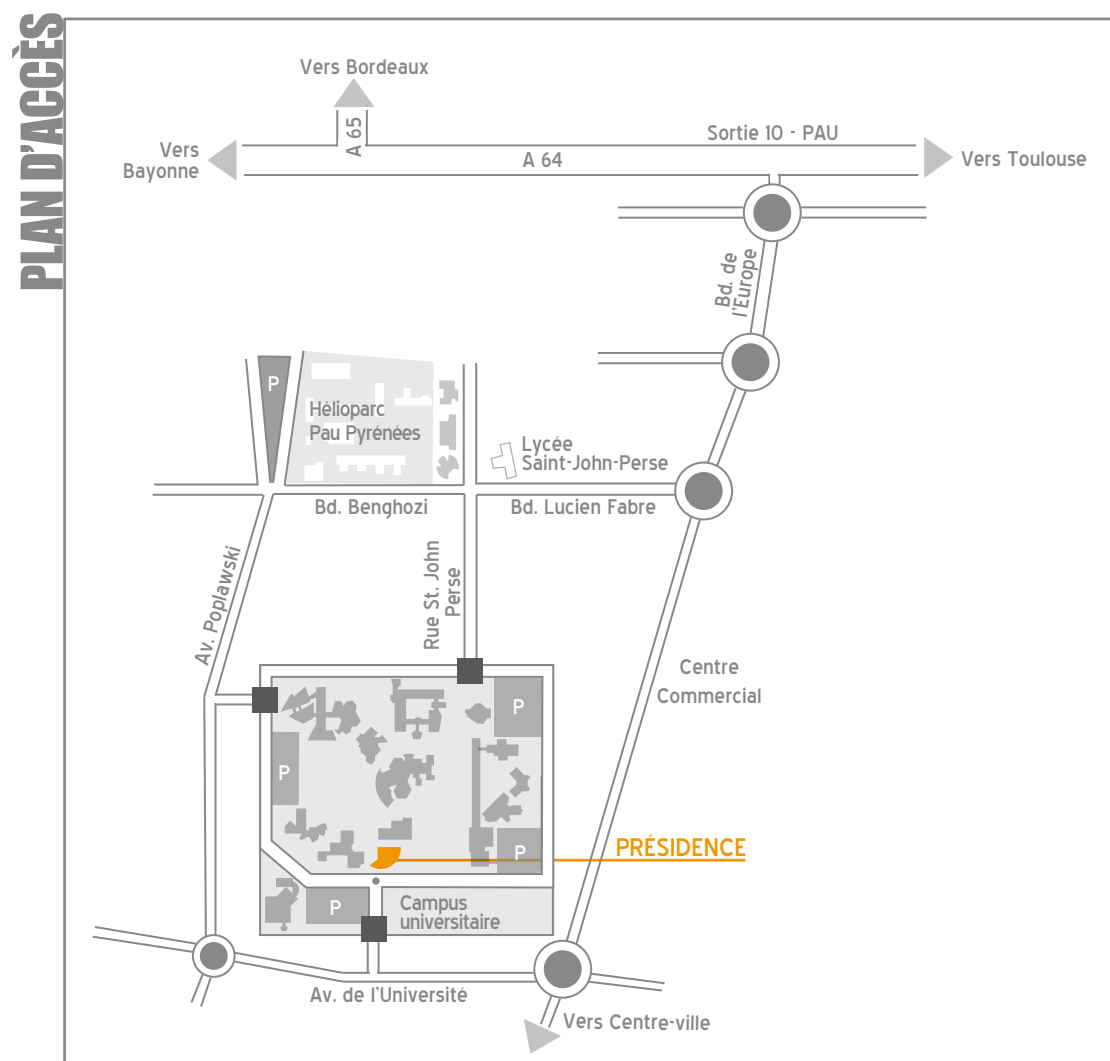 PLAN D'ACCÈS
Vers Bordeaux
A 65
Sortie 10 - PAU
Vers
Bayonne
A 64
Vers Toulouse
Bd. de
l'Europe
P
Hélioparc
Pau Pyrénées
Lycée
Saint-John-Perse
Bd. Benghozi
Bd. Lucien Fabre
Av. Poplawski
Rue St. John
Perse
Centre
Commercial
P
P
PRÉSIDENCE
P
P
Campus
universitaire
Av. de l'Université
Vers Centre-ville